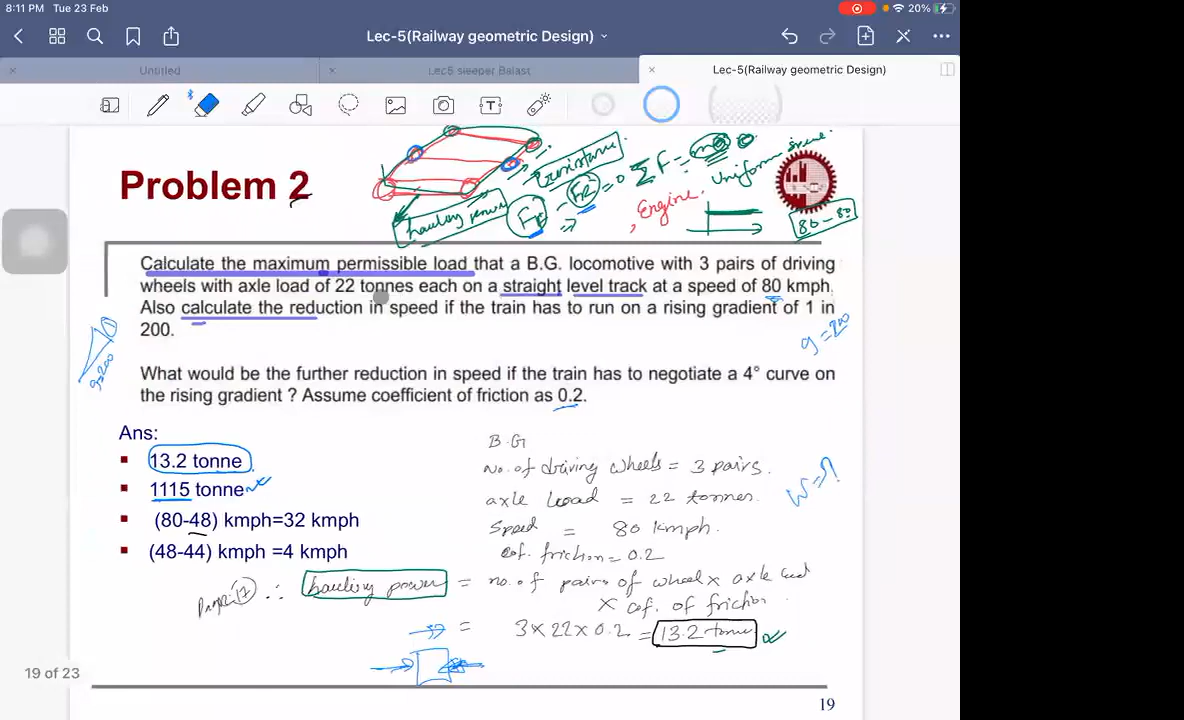 8:11 PM Tue 23 Feb
20%
Lec-5(Railway geometric Design)
Untitled
Lec5 sleeper Balast
Lec-5(Railway geometric Design)
Problem 2
resistance
ΣF =
Uniform
hauling power
Engine
80-80
Calculate the maximum permissible load that a B.G. locomotive with 3 pairs of driving
wheels with axle load of 22 tonnes each on a straight level track at a speed of 80 kmph.
Also calculate the reduction in speed if the train has to run on a rising gradient of 1 in
200.
g=200
g=200
What would be the further reduction in speed if the train has to negotiate a 4° curve on
the rising gradient ? Assume coefficient of friction as 0.2.
Ans:
13.2 tonne
1115 tonne
(80-48) kmph=32 kmph
(48-44) kmph =4 kmph
B.G
No. of driving wheels = 3 pairs.
axle load = 22 tonnes.
Speed = 80 kmph.
cof. friction = 0.2
W=?
∴ hauling power = no. of pairs of wheel x axle load
x cof. of friction
= 3 x 22 x 0.2 = 13.2 tonne
19 of 23
19